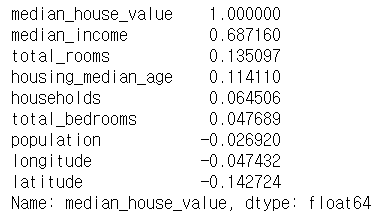 median_house_value    1.000000
median_income         0.687160
total_rooms           0.135097
housing_median_age    0.114110
households            0.064506
total_bedrooms        0.047689
population           -0.026920
longitude            -0.047432
latitude             -0.142724
Name: median_house_value, dtype: float64